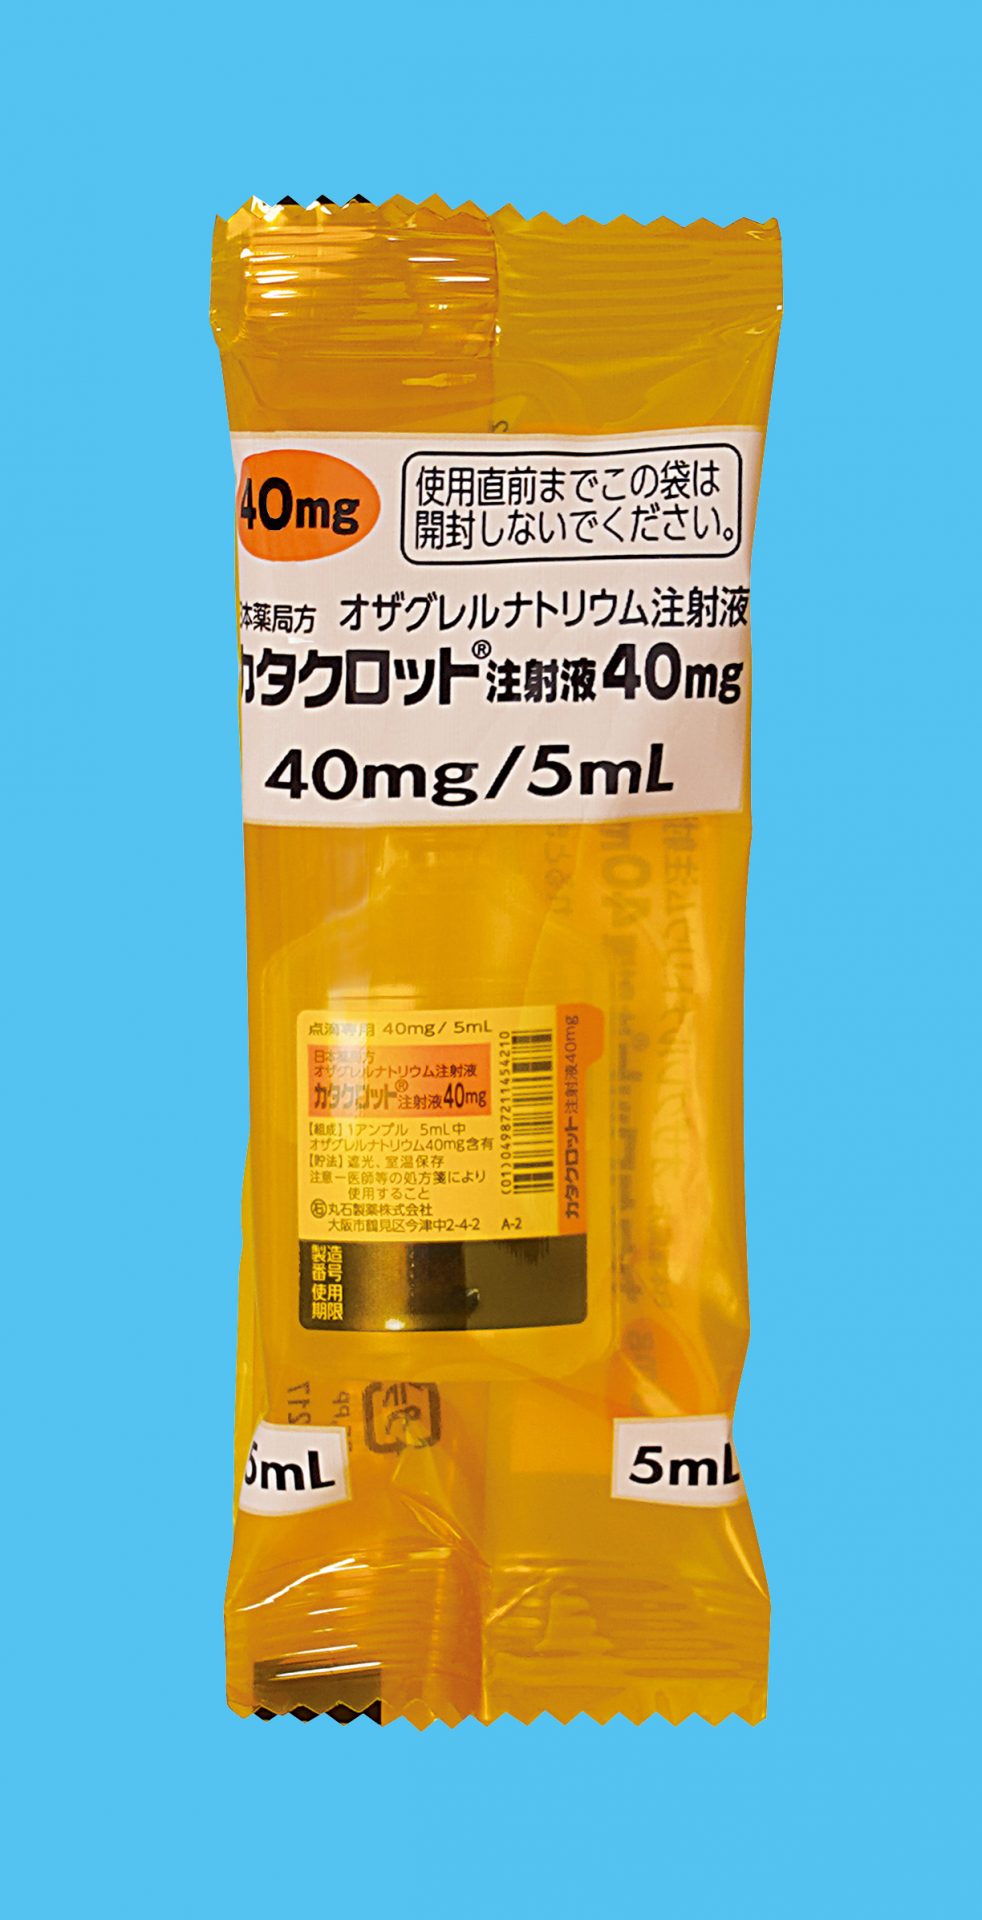 40mg
使用直前までこの袋は
開封しないでください。
本薬局方 オザグレルナトリウム注射液
カタクロット®注射液40mg
40mg/5mL
点滴専用 40mg/ 5mL
日本薬局方
オザグレルナトリウム注射液
カタクロット®注射液40mg
【組成】1アンプル 5mL中
オザグレルナトリウム40mg含有
【貯法】遮光、室温保存
注意－医師等の処方箋により
使用すること
石 丸石製薬株式会社
大阪市鶴見区今津中2-4-2 A-2
製造
番号
使用
期限
(01)04987211454210
カタクロット注射液40mg
217
5mL
5mL